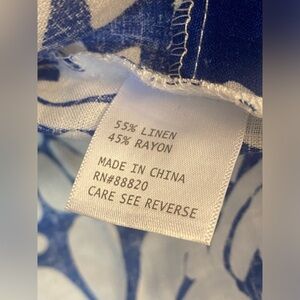 55% LINEN
45% RAYON
MADE IN CHINA
RN#88820
CARE SEE REVERSE